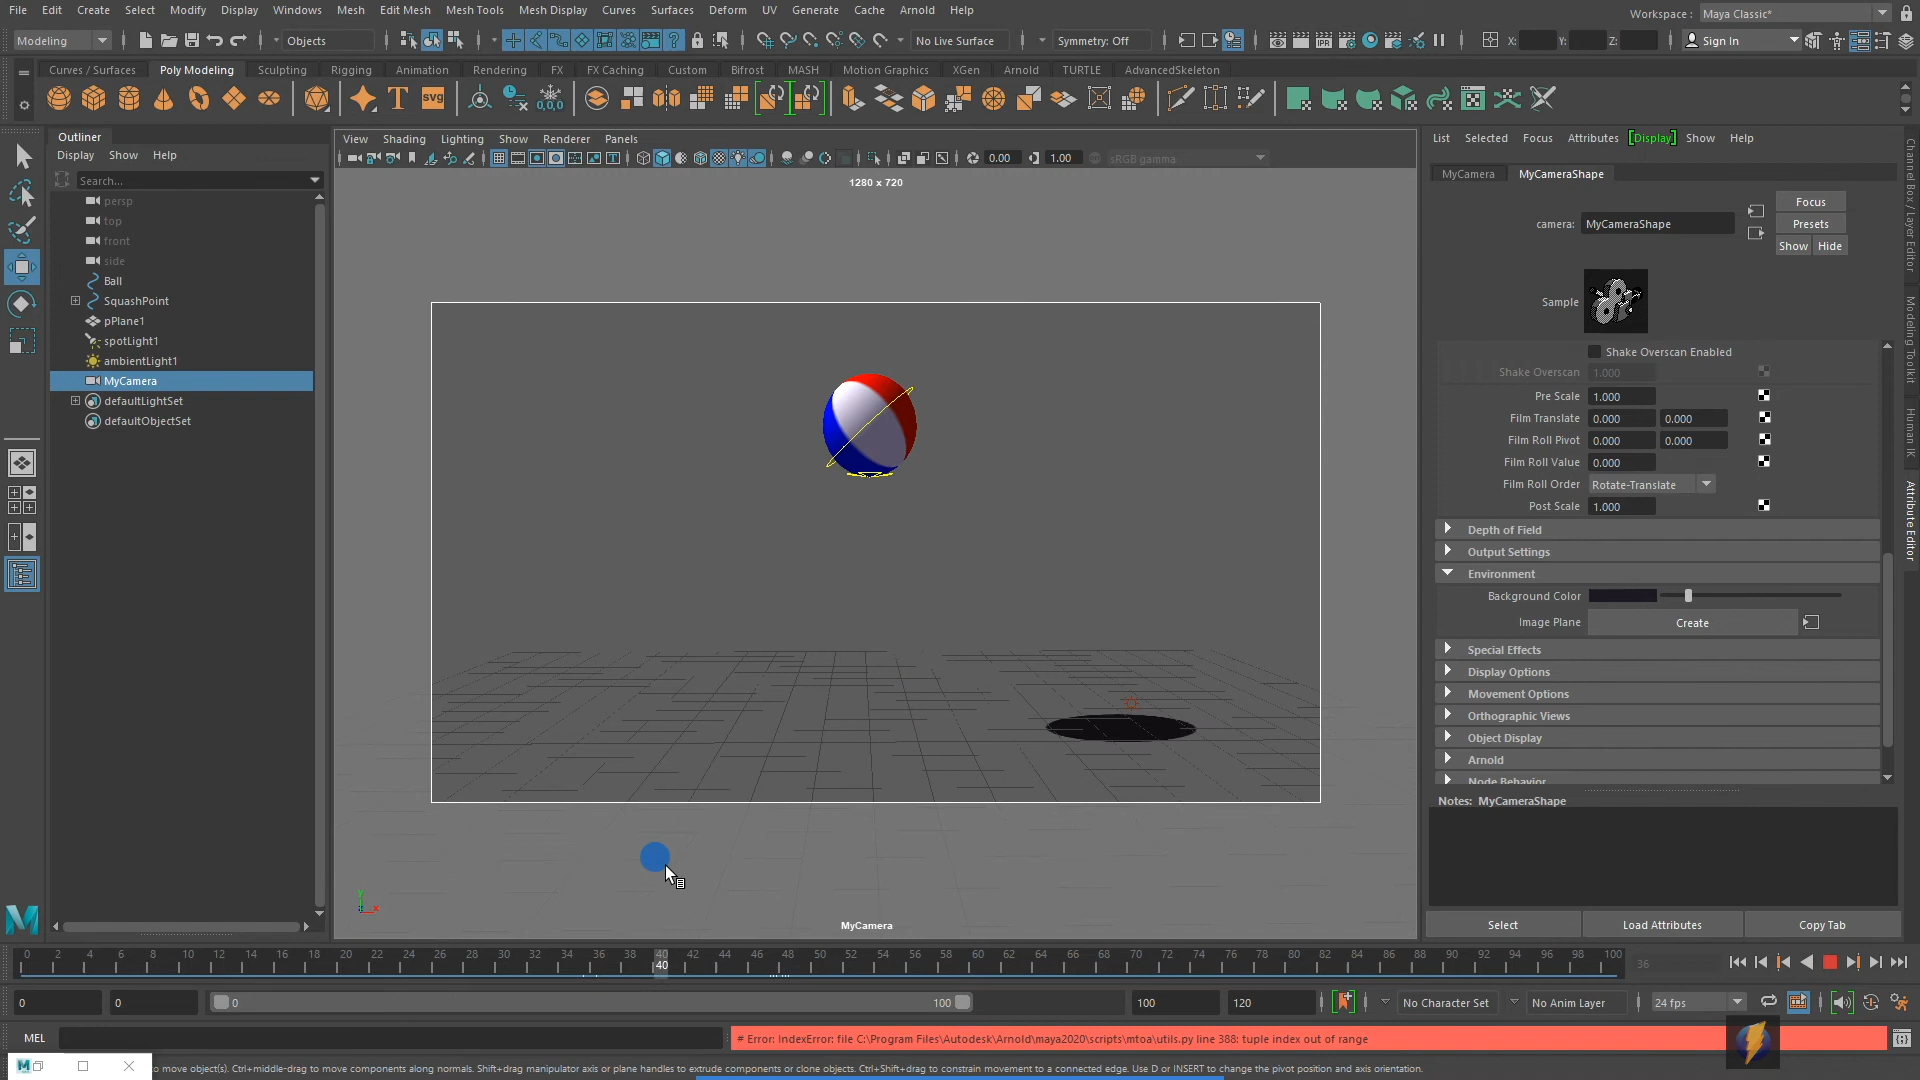 File Edit Create Select Modify Display Windows Mesh Edit Mesh Mesh Tools Mesh Display Curves Surfaces Deform UV Generate Cache Arnold Help
Workspace : Maya Classic*
Modeling Objects No Live Surface Symmetry: Off X: Y: Z: Sign In
Curves / Surfaces Poly Modeling Sculpting Rigging Animation Rendering FX FX Caching Custom Bifrost MASH Motion Graphics XGen Arnold TURTLE AdvancedSkeleton
T SVG 0,0,0
Outliner
Display Show Help
Search...
persp
top
front
side
Ball
SquashPoint
pPlane1
spotLight1
ambientLight1
MyCamera
defaultLightSet
defaultObjectSet
View Shading Lighting Show Renderer Panels
0.00 1.00 sRGB gamma
1280 x 720
y
x
MyCamera
List Selected Focus Attributes Display Show Help
MyCamera MyCameraShape
Focus
camera: MyCameraShape Presets
Show Hide
Sample
Shake Overscan Enabled
Shake Overscan 1.000
Pre Scale 1.000
Film Translate 0.000 0.000
Film Roll Pivot 0.000 0.000
Film Roll Value 0.000
Film Roll Order Rotate-Translate
Post Scale 1.000
Depth of Field
Output Settings
Environment
Background Color
Image Plane Create
Special Effects
Display Options
Movement Options
Orthographic Views
Object Display
Arnold
Node Behavior
Notes: MyCameraShape
Select Load Attributes Copy Tab
Channel Box / Layer Editor
Modeling Toolkit
Human IK
Attribute Editor
0 2 4 6 8 10 12 14 16 18 20 22 24 26 28 30 32 34 36 38 40 42 44 46 48 50 52 54 56 58 60 62 64 66 68 70 72 74 76 78 80 82 84 86 88 90 92 94 96 98 100
40
36
0 0 0 100 100 120 No Character Set No Anim Layer 24 fps
MEL # Error: IndexError: file C:\Program Files\Autodesk\Arnold\maya2020\scripts\mtoa\utils.py line 388: tuple index out of range
M to move object(s). Ctrl+middle-drag to move components along normals. Shift+drag manipulator axis or plane handles to extrude components or clone objects. Ctrl+Shift+drag to constrain movement to a connected edge. Use D or INSERT to change the pivot position and axis orientation.